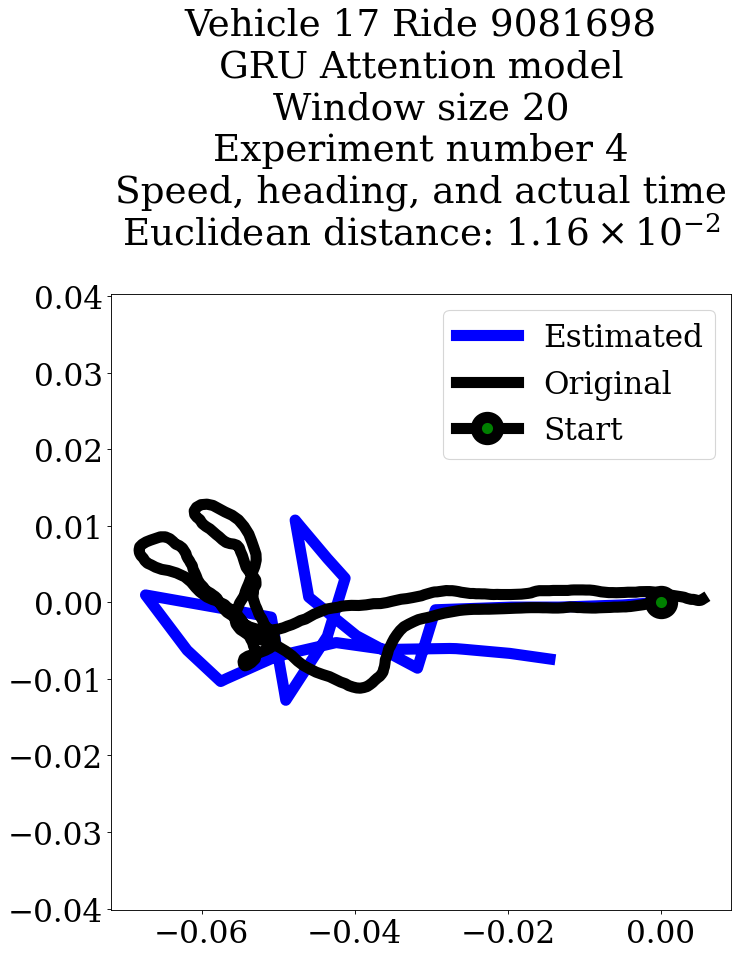 Vehicle 17 Ride 9081698
GRU Attention model
Window size 20
Experiment number 4
Speed, heading, and actual time
Euclidean distance: 1.16 × 10⁻²
Estimated
Original
Start
0.04
0.03
0.02
0.01
0.00
−0.01
−0.02
−0.03
−0.04
−0.06
−0.04
−0.02
0.00